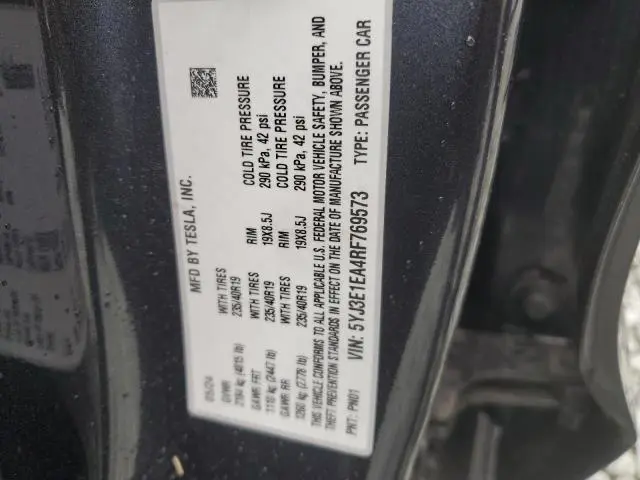 MFD BY TESLA, INC.
05/24
GVWR WITH TIRES RIM COLD TIRE PRESSURE
2184 kg (4815 lb) 235/40R19 19X8.5J 290 kPa, 42 psi
GAWR FRT WITH TIRES RIM COLD TIRE PRESSURE
1110 kg (2447 lb) 235/40R19 19X8.5J 290 kPa, 42 psi
GAWR RR WITH TIRES
1260 kg (2778 lb) 235/40R19
THIS VEHICLE CONFORMS TO ALL APPLICABLE U.S. FEDERAL MOTOR VEHICLE SAFETY, BUMPER, AND
THEFT PREVENTION STANDARDS IN EFFECT ON THE DATE OF MANUFACTURE SHOWN ABOVE.
VIN: 5YJ3E1EA4RF769573 TYPE: PASSENGER CAR
PNT: PN01